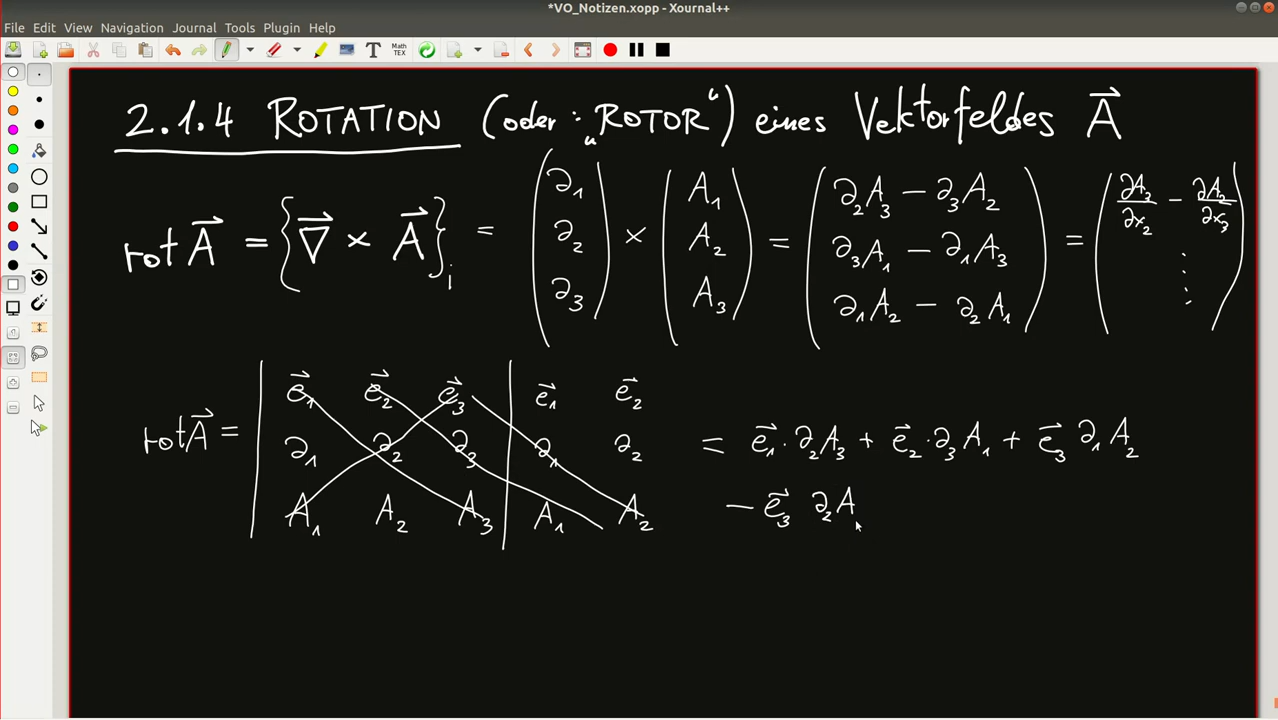 *VO_Notizen.xopp - Xournal++
File Edit View Navigation Journal Tools Plugin Help
T Math TEX
2.1.4 ROTATION (oder: „ROTOR“) eines Vektorfeldes A⃗
rot A⃗ = {∇⃗ × A⃗}ᵢ = (∂₁ ∂₂ ∂₃) × (A₁ A₂ A₃) = (∂₂A₃ − ∂₃A₂ ∂₃A₁ − ∂₁A₃ ∂₁A₂ − ∂₂A₁) = (∂A₃/∂x₂ − ∂A₂/∂x₃ ⋮)
rot A⃗ = | e⃗₁ e⃗₂ e⃗₃ | e⃗₁ e⃗₂
∂₁ ∂₂ ∂₃ | ∂₁ ∂₂ = e⃗₁·∂₂A₃ + e⃗₂·∂₃A₁ + e⃗₃ ∂₁A₂
A₁ A₂ A₃ | A₁ A₂ − e⃗₃ ∂₂A